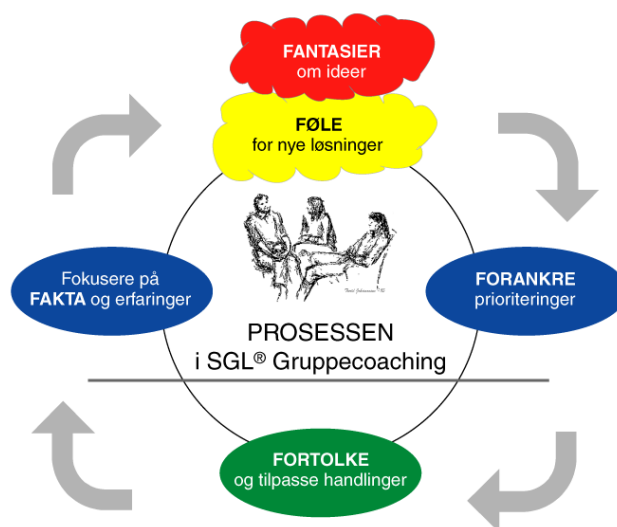 FANTASIER
om ideer
FØLE
for nye løsninger
Fokusere på
FAKTA og erfaringer
FORANKRE
prioriteringer
PROSESSEN
i SGL® Gruppecoaching
FORTOLKE
og tilpasse handlinger